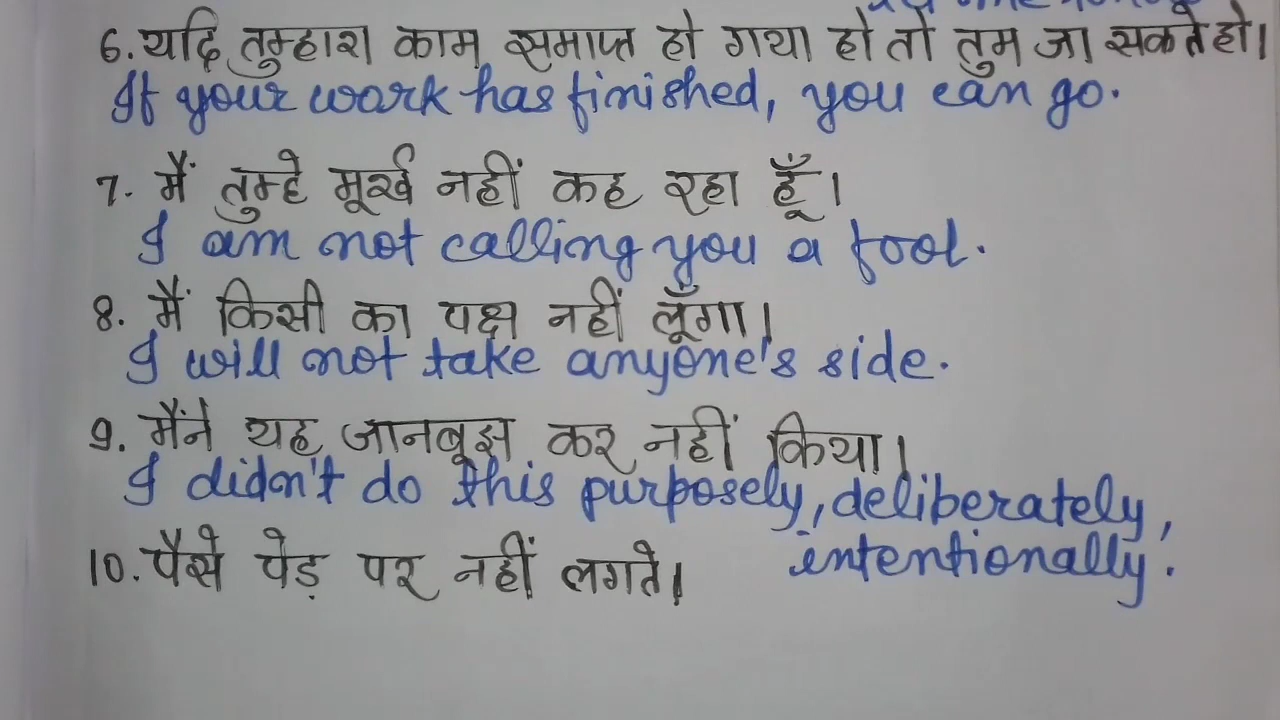 6. यदि तुम्हारा काम समाप्त हो गया हो तो तुम जा सकते हो।
If your work has finished, you can go.
7. मैं तुम्हे मूर्ख नहीं कह रहा हूँ।
I am not calling you a fool.
8. मैं किसी का पक्ष नहीं लूँगा।
I will not take anyone's side.
9. मैंने यह जानबूझ कर नहीं किया।
I didn't do this purposely, deliberately,
intentionally.
10. पैसे पेड़ पर नहीं लगते।